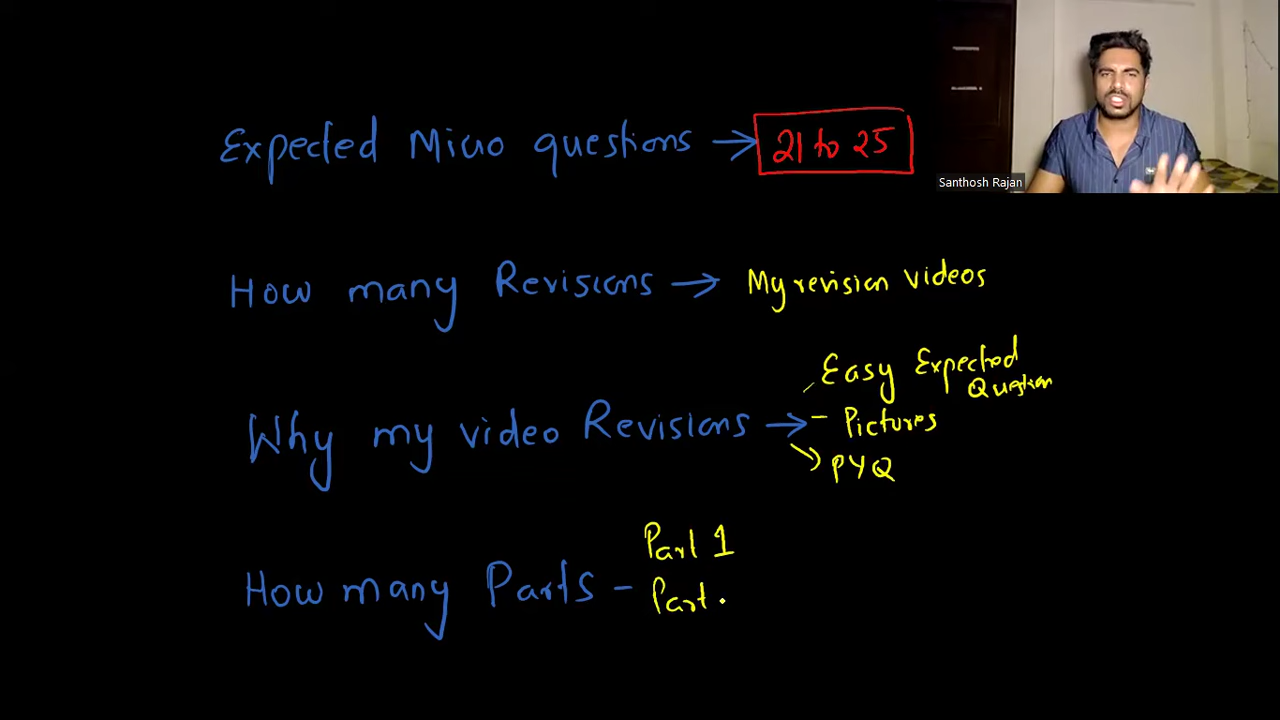 Expected Micro questions → 21 to 25
Santhosh Rajan
How many Revisions → My revision videos
Why my video Revisions → Easy Expected Question
- Pictures
PYQ
How many Parts - Part 1
Part